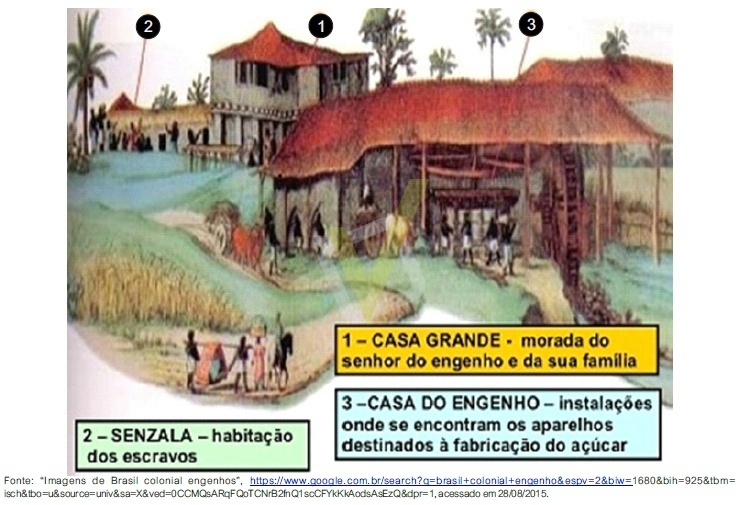 2
1
3
1 – CASA GRANDE - morada do
senhor do engenho e da sua família
3 –CASA DO ENGENHO – instalações
onde se encontram os aparelhos
destinados à fabricação do açúcar
2 – SENZALA – habitação
dos escravos
Fonte: "Imagens de Brasil colonial engenhos", https://www.google.com.br/search?q=brasil+colonial+engenho&espv=2&biw=1680&bih=925&tbm=
isch&tbo=u&source=univ&sa=X&ved=0CCMQsARqFQoTCNrB2fnQ1scCFYkKkAodsAsEzQ&dpr=1, acessado em 28/08/2015.